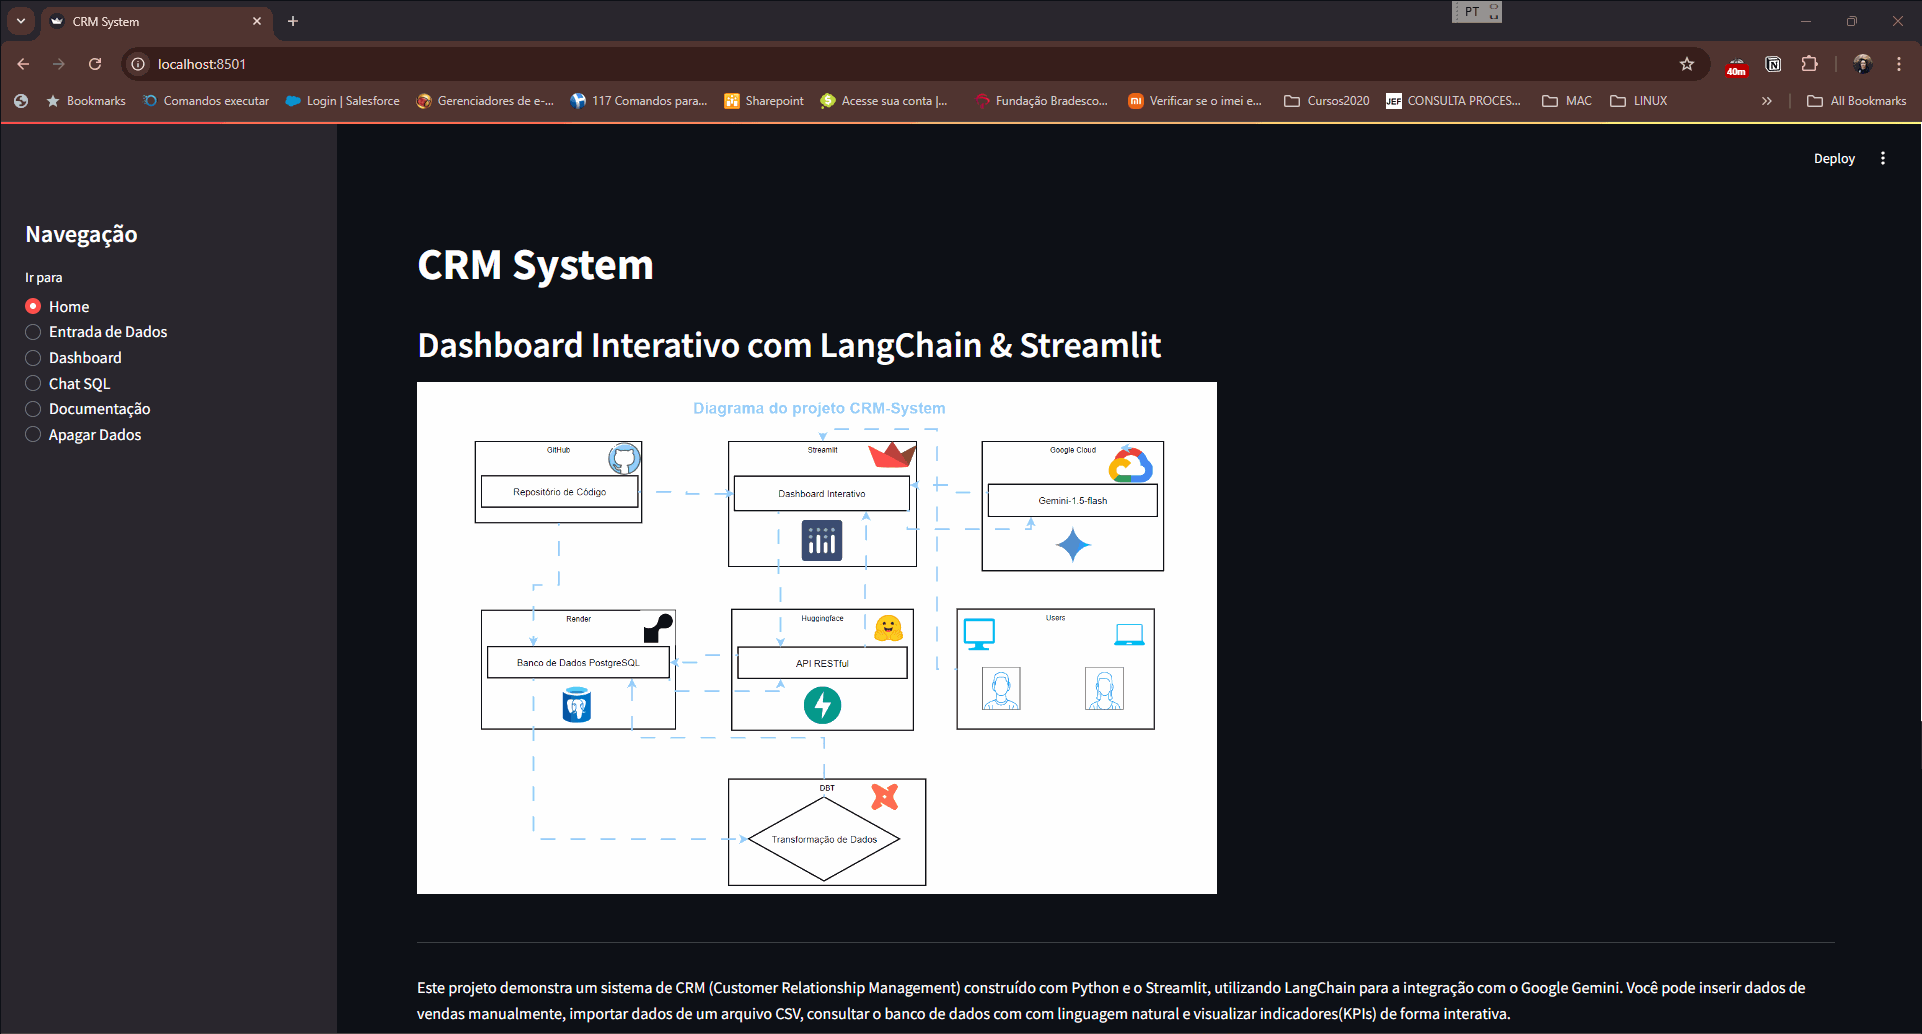 CRM System
PT
localhost:8501
40m
Bookmarks
Comandos executar
Login | Salesforce
Gerenciadores de e-...
117 Comandos para...
Sharepoint
Acesse sua conta |...
Fundação Bradesco...
Verificar se o imei e...
Cursos2020
JEF CONSULTA PROCES...
MAC
LINUX
All Bookmarks
Deploy
Navegação
Ir para
Home
Entrada de Dados
Dashboard
Chat SQL
Documentação
Apagar Dados
CRM System
Dashboard Interativo com LangChain & Streamlit
Diagrama do projeto CRM-System
GitHub
Repositório de Código
Streamlit
Dashboard Interativo
Google Cloud
Gemini-1.5-flash
Render
Banco de Dados PostgreSQL
Huggingface
API RESTful
Users
DBT
Transformação de Dados
Este projeto demonstra um sistema de CRM (Customer Relationship Management) construído com Python e o Streamlit, utilizando LangChain para a integração com o Google Gemini. Você pode inserir dados de
vendas manualmente, importar dados de um arquivo CSV, consultar o banco de dados com com linguagem natural e visualizar indicadores(KPIs) de forma interativa.